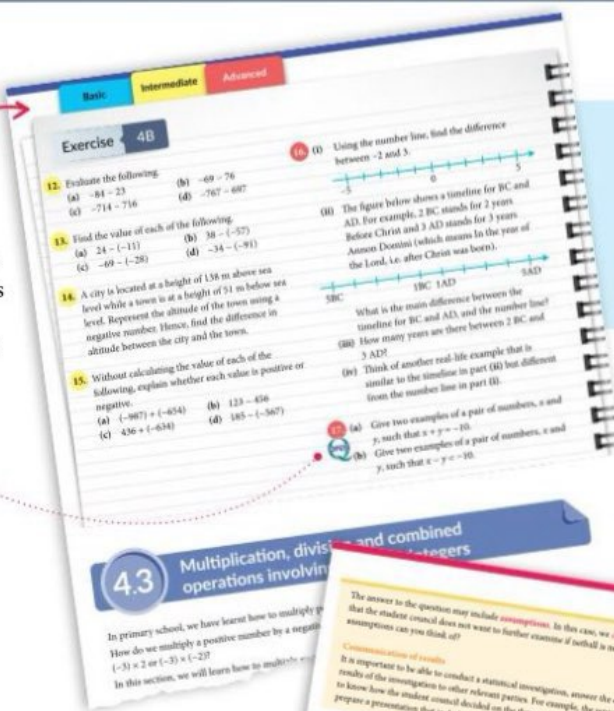 Basic
Intermediate
Advanced
Exercise 4B
12. Evaluate the following.
(a) -84 - 23
(b) -69 - 76
(c) -714 - 716
(d) -767 - 687
13. Find the value of each of the following.
(a) 24 - (-11)
(b) 38 - (-57)
(c) -69 - (-28)
(d) -34 - (-91)
14. A city is located at a height of 138 m above sea
level while a town is at a height of 51 m below sea
level. Represent the altitude of the town using a
negative number. Hence, find the difference in
altitude between the city and the town.
15. Without calculating the value of each of the
following, explain whether each value is positive or
negative.
(a) (-987) + (-654)
(b) 123 - 456
(c) 436 + (-634)
(d) 185 - (-567)
16. (i) Using the number line, find the difference
between -2 and 3.
-5 0 5
(ii) The figure below shows a timeline for BC and
AD. For example, 2 BC stands for 2 years
Before Christ and 3 AD stands for 3 years
Annon Domini (which means In the year of
the Lord, i.e. after Christ was born).
5BC 1BC 1AD 5AD
What is the main difference between the
timeline for BC and AD, and the number line?
(iii) How many years are there between 2 BC and
3 AD?
(iv) Think of another real-life example that is
similar to the timeline in part (ii) but different
from the number line in part (i).
17. (a) Give two examples of a pair of numbers, x and
y, such that x + y = -10.
(b) Give two examples of a pair of numbers, x and
y, such that x - y = -10.
4.3
Multiplication, and combined
operations integers
In primary school, we have learnt how to multiply
How do we multiply a positive number by a
(-3) × 2 or (-3) × (-2)?
In this section, we will learn how to
The answer to the question may include assumptions. In this case, we
that the student council does not want to further examine if netball is
assumptions can you think of?
Communication of results
It is important to be able to conduct a statistical investigation, answer the
results of the investigation to other relevant parties. For example, the
to know how the student council decided on the
prepare a presentation
s